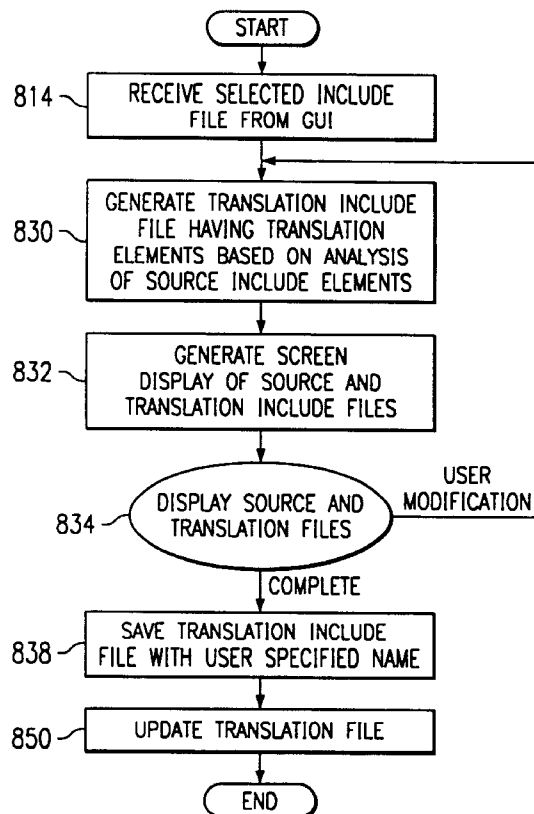 START
814
RECEIVE SELECTED INCLUDE
FILE FROM GUI
830
GENERATE TRANSLATION INCLUDE
FILE HAVING TRANSLATION
ELEMENTS BASED ON ANALYSIS
OF SOURCE INCLUDE ELEMENTS
832
GENERATE SCREEN
DISPLAY OF SOURCE AND
TRANSLATION INCLUDE FILES
834
DISPLAY SOURCE AND
TRANSLATION FILES
USER
MODIFICATION
COMPLETE
838
SAVE TRANSLATION INCLUDE
FILE WITH USER SPECIFIED NAME
850
UPDATE TRANSLATION FILE
END